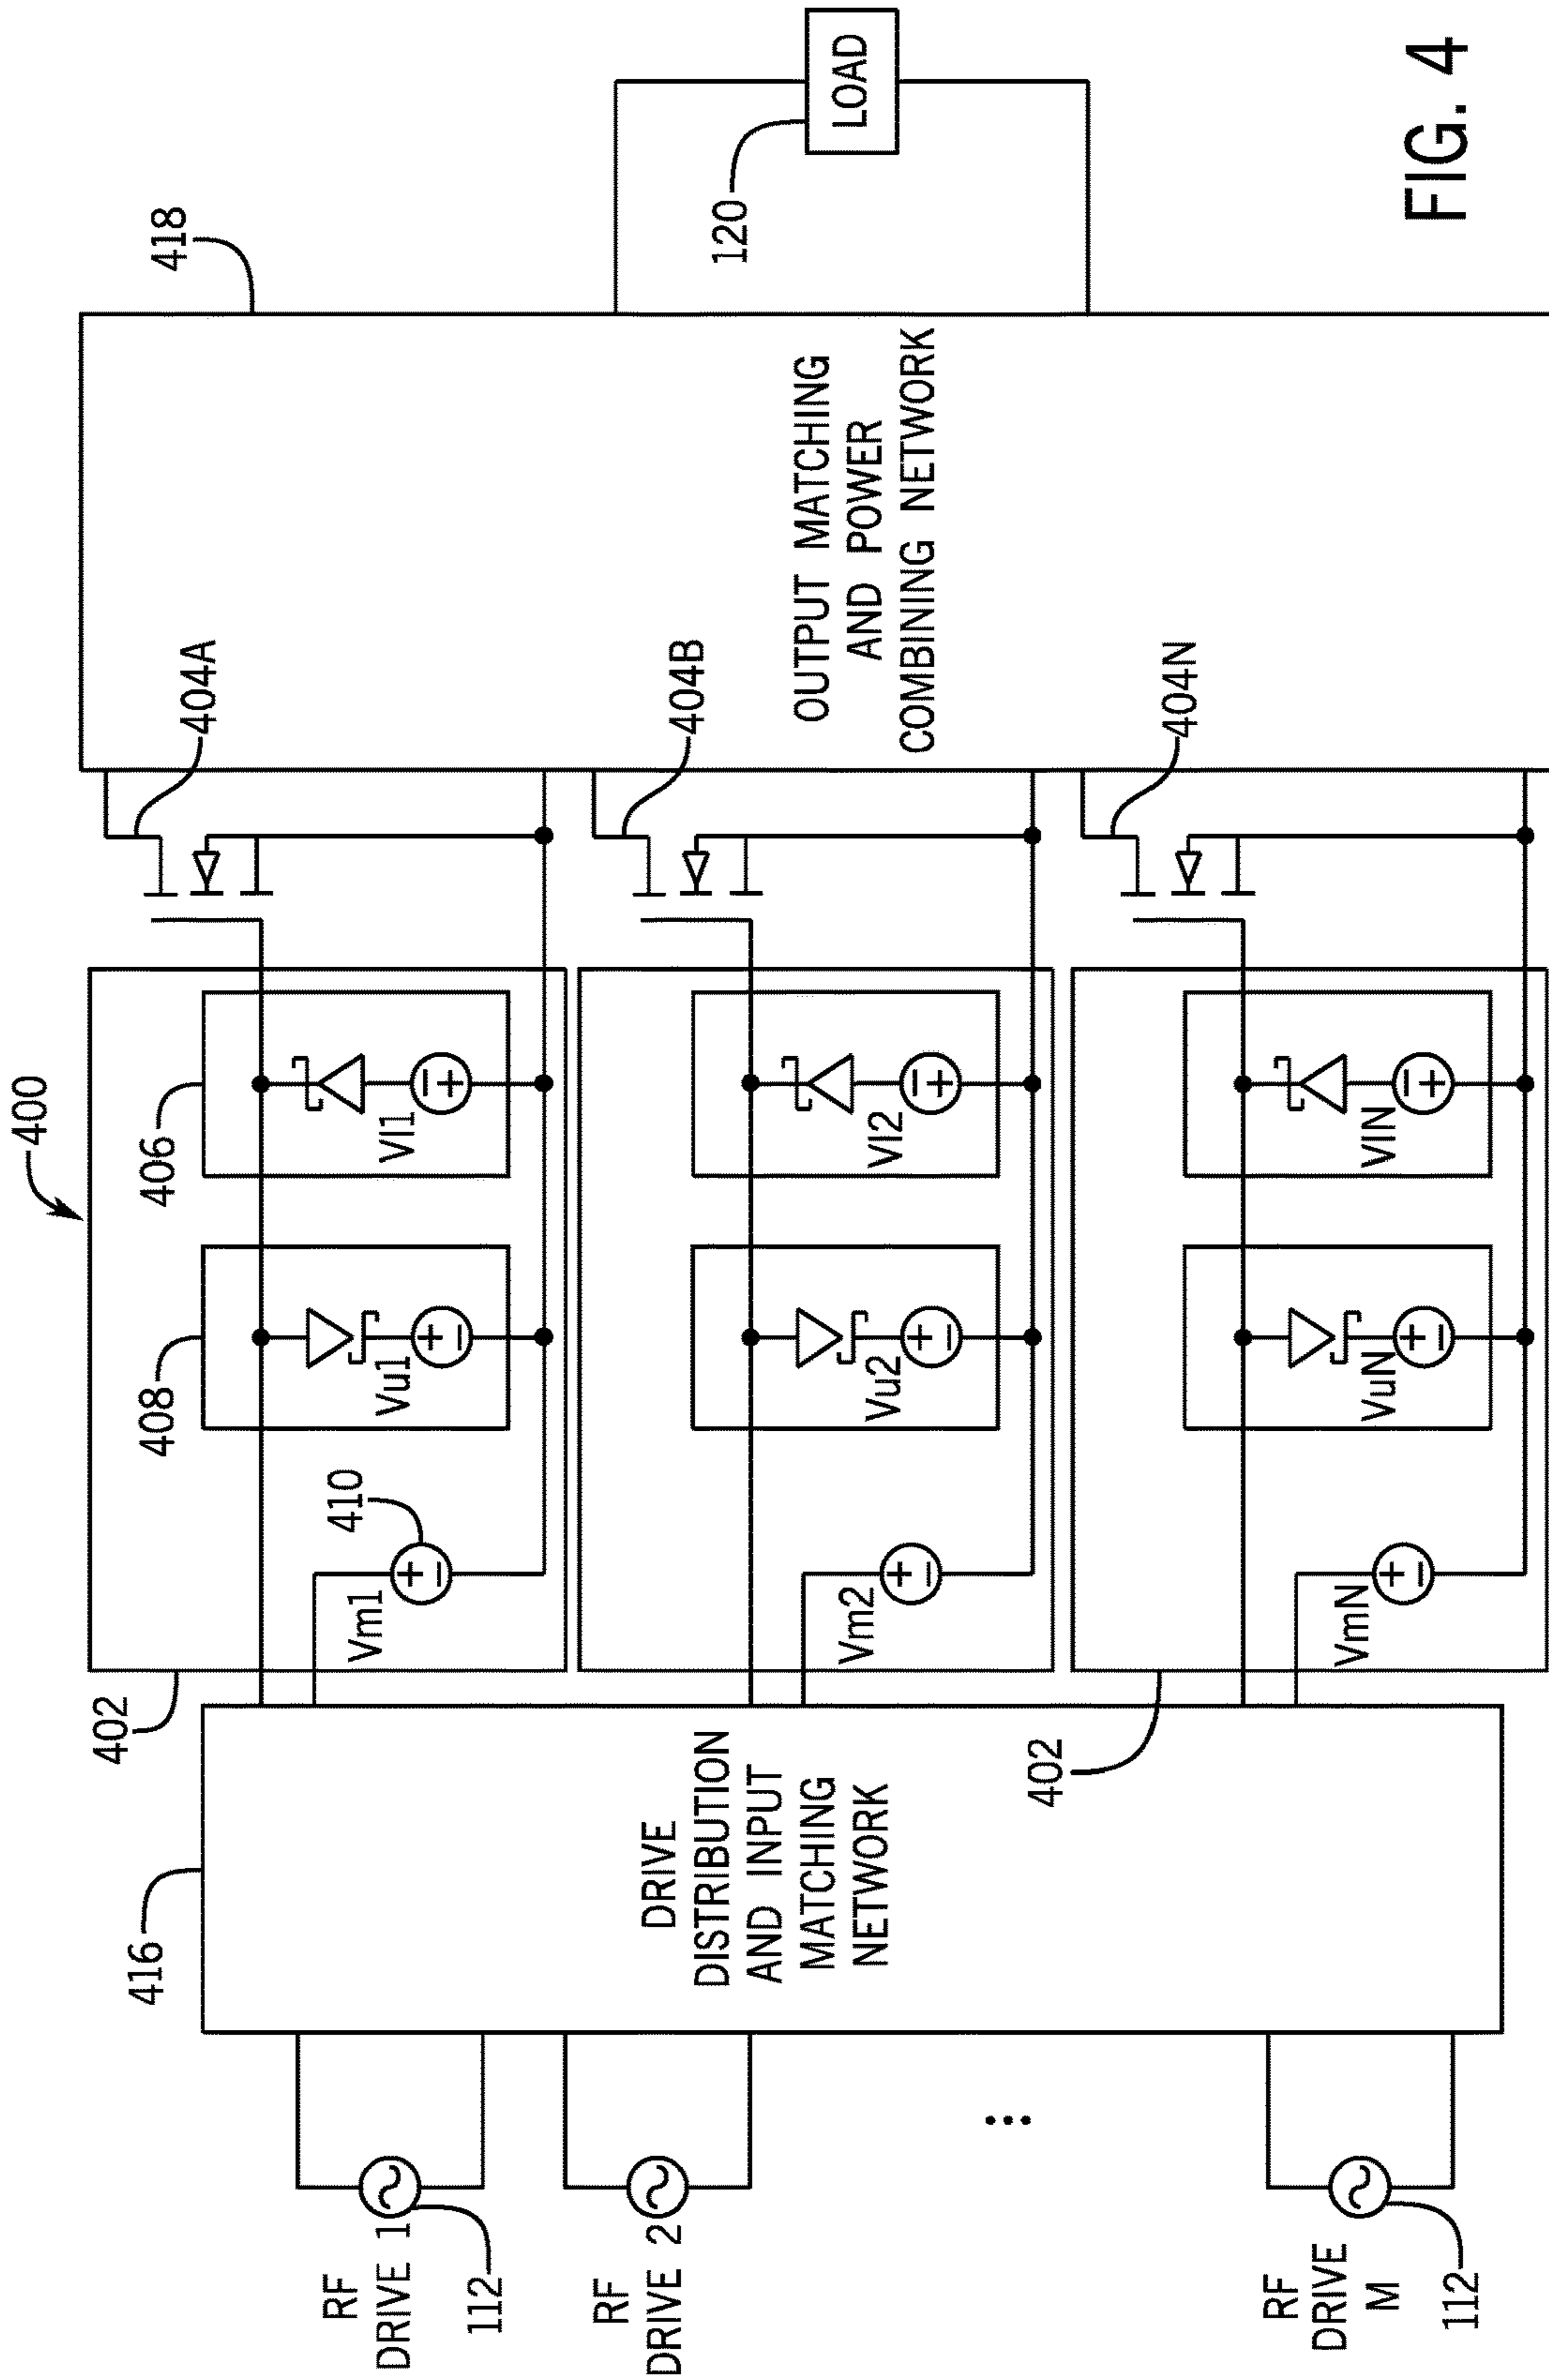 400
402
416
408
406
404A
418
410
Vm1
Vu1
Vl1
RF
DRIVE 1
112
120
LOAD
404B
DRIVE
DISTRIBUTION
AND INPUT
MATCHING
NETWORK
OUTPUT MATCHING
AND POWER
COMBINING NETWORK
RF
DRIVE 2
Vm2
Vu2
Vl2
404N
402
VmN
VuN
VlN
RF
DRIVE
M
112
FIG. 4